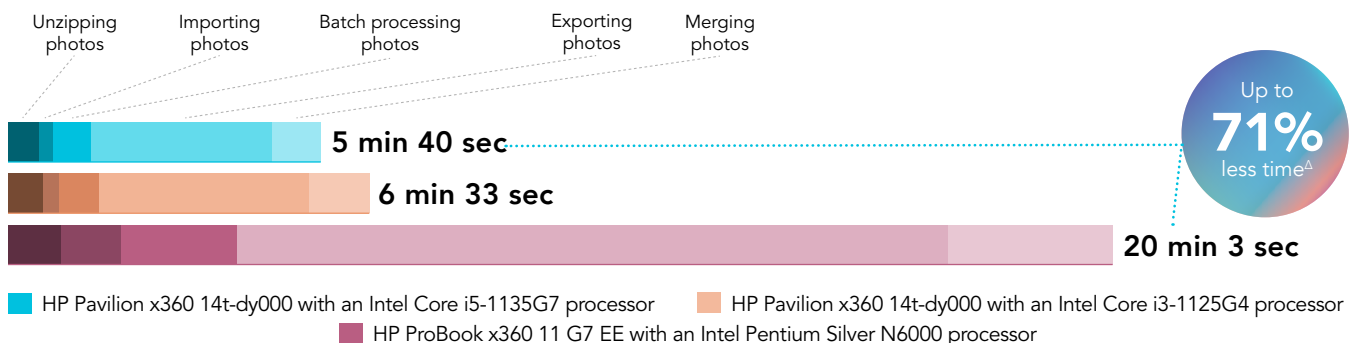 Unzipping
photos
Importing
photos
Batch processing
photos
Exporting
photos
Merging
photos
Up to
71%
less time∆
5 min 40 sec
6 min 33 sec
20 min 3 sec
HP Pavilion x360 14t-dy000 with an Intel Core i5-1135G7 processor
HP Pavilion x360 14t-dy000 with an Intel Core i3-1125G4 processor
HP ProBook x360 11 G7 EE with an Intel Pentium Silver N6000 processor